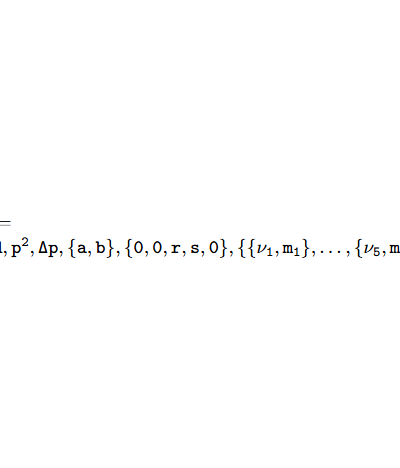 =
, p², Δp, {a, b}, {0, 0, r, s, 0}, {{ν₁, m₁}, ..., {ν₅, m